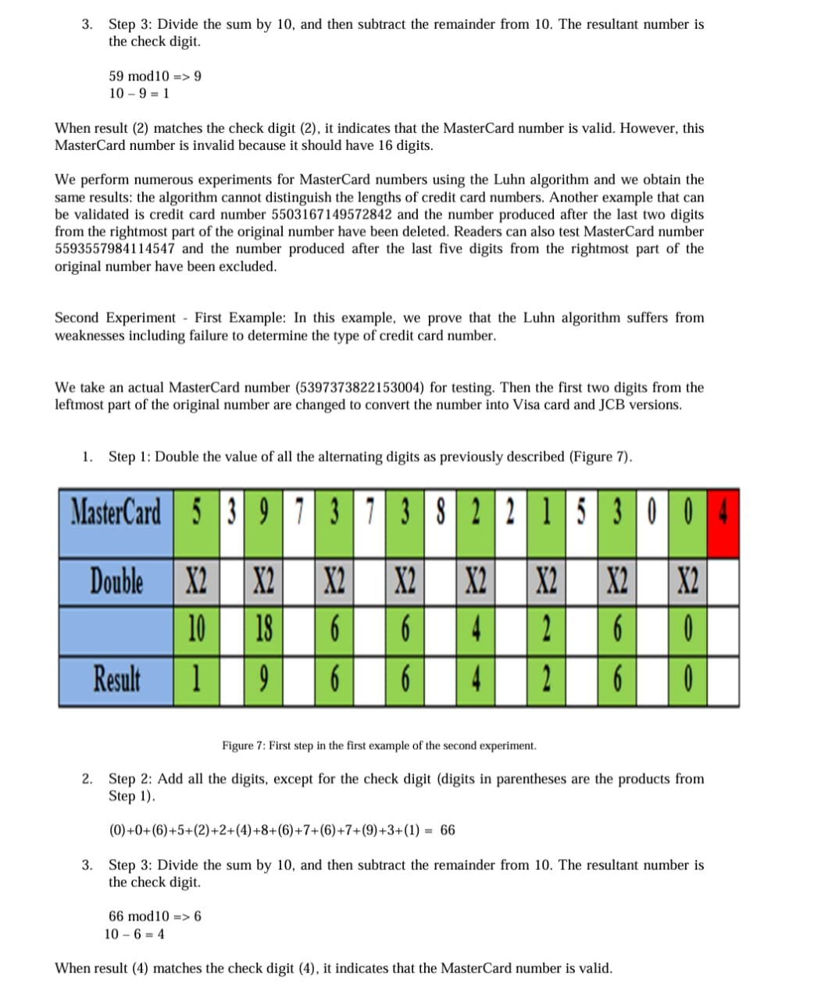 3. Step 3: Divide the sum by 10, and then subtract the remainder from 10. The resultant number is
the check digit.
59 mod10 => 9
10 – 9 = 1
When result (2) matches the check digit (2), it indicates that the MasterCard number is valid. However, this
MasterCard number is invalid because it should have 16 digits.
We perform numerous experiments for MasterCard numbers using the Luhn algorithm and we obtain the
same results: the algorithm cannot distinguish the lengths of credit card numbers. Another example that can
be validated is credit card number 5503167149572842 and the number produced after the last two digits
from the rightmost part of the original number have been deleted. Readers can also test MasterCard number
5593557984114547 and the number produced after the last five digits from the rightmost part of the
original number have been excluded.
Second Experiment - First Example: In this example, we prove that the Luhn algorithm suffers from
weaknesses including failure to determine the type of credit card number.
We take an actual MasterCard number (5397373822153004) for testing. Then the first two digits from the
leftmost part of the original number are changed to convert the number into Visa card and JCB versions.
1. Step 1: Double the value of all the alternating digits as previously described (Figure 7).
MasterCard 5 3 9 7 3 7 3 8 2 2 1 5 3 0 0 4
Double X2 X2 X2 X2 X2 X2 X2 X2
10 18 6 6 4 2 6 0
Result 1 9 6 6 4 2 6 0
Figure 7: First step in the first example of the second experiment.
2. Step 2: Add all the digits, except for the check digit (digits in parentheses are the products from
Step 1).
(0)+0+(6)+5+(2)+2+(4)+8+(6)+7+(6)+7+(9)+3+(1) = 66
3. Step 3: Divide the sum by 10, and then subtract the remainder from 10. The resultant number is
the check digit.
66 mod10 => 6
10 – 6 = 4
When result (4) matches the check digit (4), it indicates that the MasterCard number is valid.